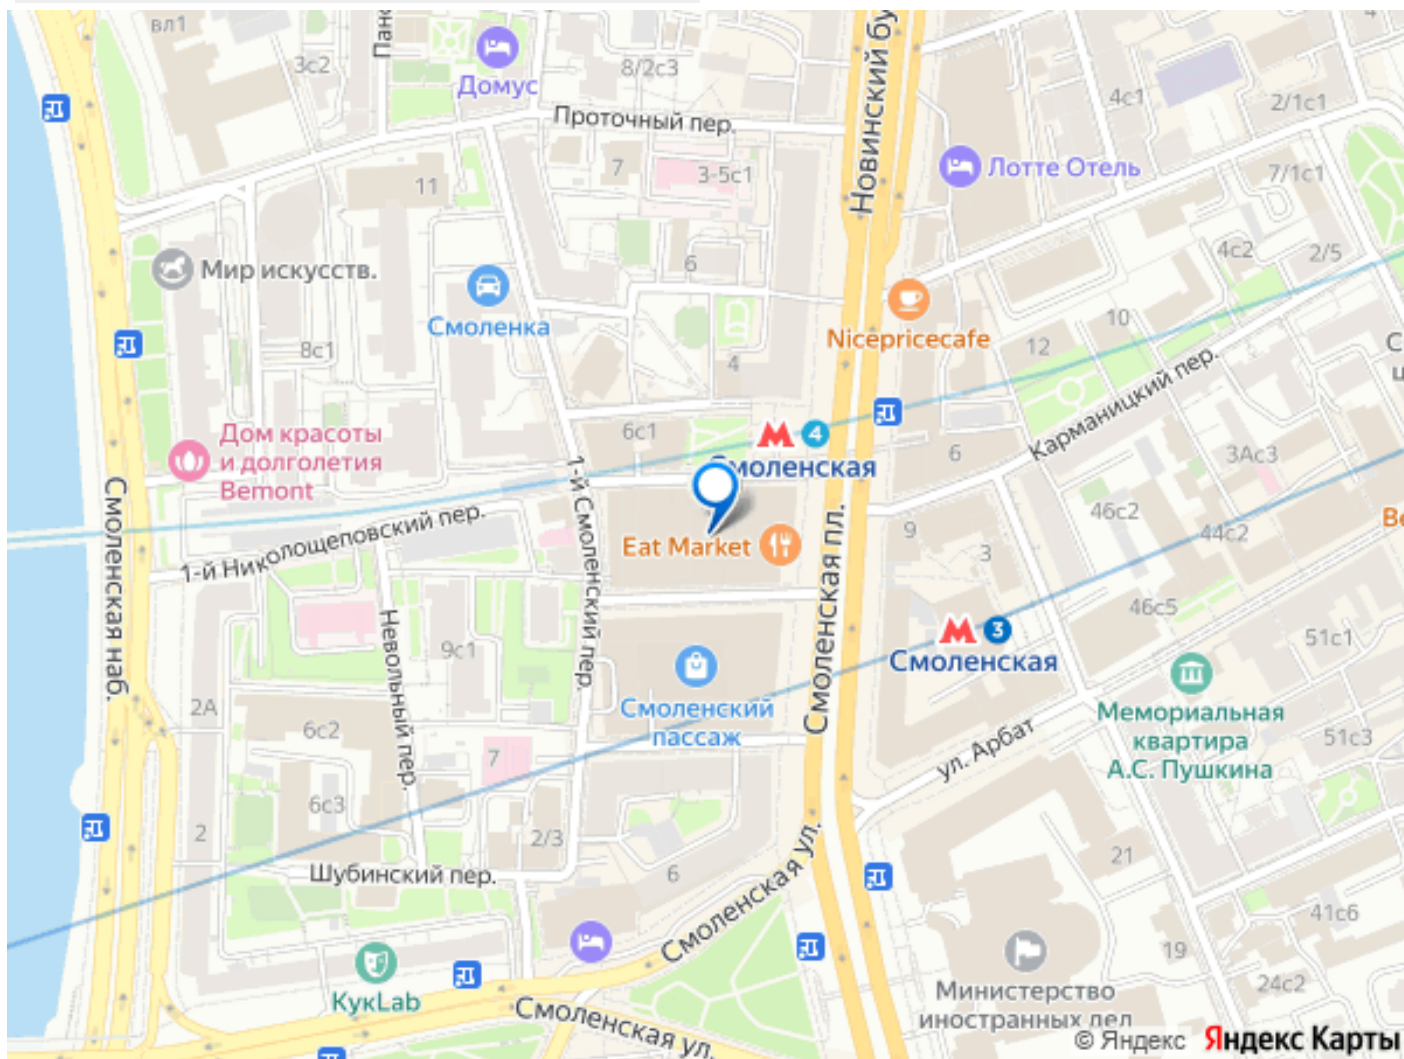 вл1
Пано
3с2
Домус
8/2с3
Новинский бу
4
4с1
2/1с1
Проточный пер.
Лотте Отель
11
7
3-5с1
7/1с1
Мир искусств.
6
4с2
2/5
Смоленка
Nicepricecafe
10
8с1
4
12
С
ц
Карманицкий пер.
Дом красоты
и долголетия
Bemont
6с1
4
Смоленская
6
3Ас3
1-й Смоленский пер.
Смоленская наб.
1-й Николощеповский пер.
Eat Market
Смоленская пл.
9
3
46с2
44с2
Ве
Невольный пер.
9с1
3
Смоленская
46с5
51с1
2А
6с2
Смоленский
пассаж
Мемориальная
квартира
А.С. Пушкина
51с3
ул. Арбат
7
6с3
2
2/3
Шубинский пер.
6
Смоленская ул.
21
41с6
19
КукLab
Министерство
иностранных дел
24с2
Смоленская ул.
© Яндекс Яндекс Карты